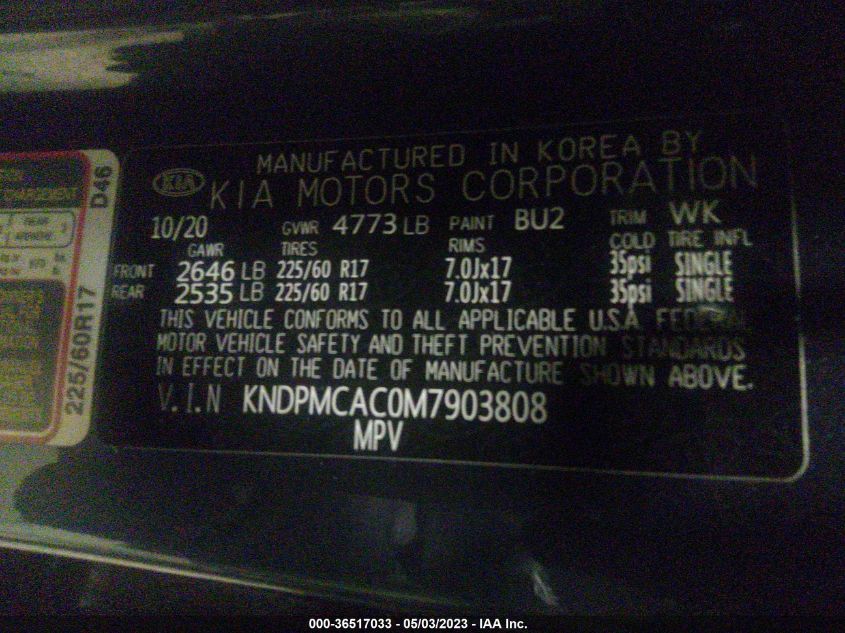 MANUFACTURED IN KOREA BY
KIA KIA MOTORS CORPORATION
10/20 GVWR 4773 LB PAINT BU2 TRIM WK
GAWR TIRES RIMS COLD TIRE INFL
FRONT 2646 LB 225/60 R17 7.0Jx17 35psi SINGLE
REAR 2535 LB 225/60 R17 7.0Jx17 35psi SINGLE
THIS VEHICLE CONFORMS TO ALL APPLICABLE U.S.A FEDERAL
MOTOR VEHICLE SAFETY AND THEFT PREVENTION STANDARDS
IN EFFECT ON THE DATE OF MANUFACTURE SHOWN ABOVE.
V.I.N KNDPMCAC0M7903808
MPV
D46
225/60R17
000-36517033 - 05/03/2023 - IAA Inc.